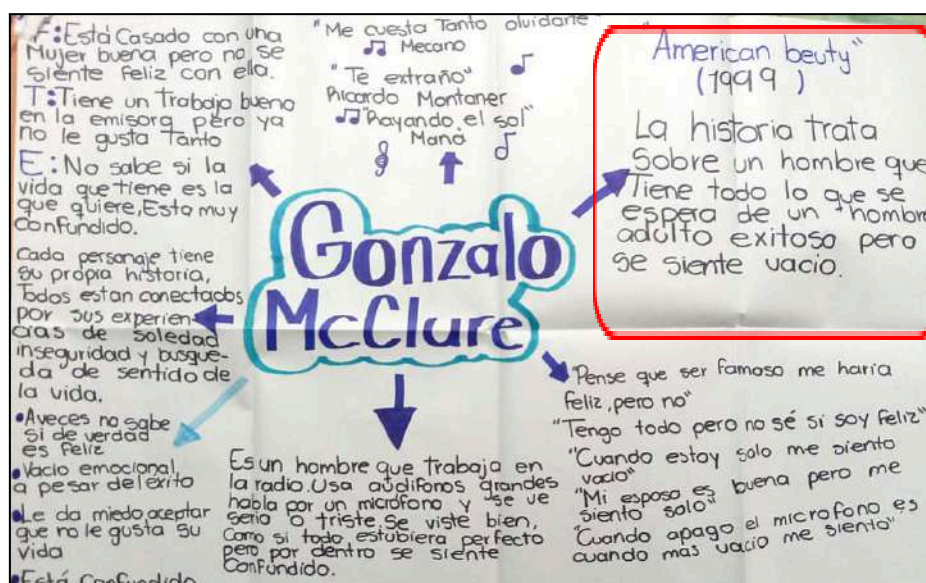 F: Está Casado con una
Mujer buena pero no se
siente feliz con ella.
T: Tiene un Trabajo bueno
en la emisora pero ya
no le gusta Tanto
E: No sabe si la
vida que tiene es la
que quiere, Esta muy
Confundido.
"Me cuesta Tanto olvidarte
Mecano
"Te extraño"
Ricardo Montaner
"Rayando el sol"
Maná
American beuty"
(1999)
La historia trata
Sobre un hombre que
Tiene todo lo que se
espera de un hombre
adulto exitoso pero
se siente vacio.
Gonzalo
McClure
Cada personaje tiene
su propia historia,
Todos estan conectados
por sus experien-
cias de soledad
inseguridad y busque-
da de sentido de
la vida.
•Aveces no sabe
si de verdad
es Feliz
•Vacio emocional,
a pesar del éxito
•Le da miedo aceptar
que no le gusta su
vida
•Está Confundido
Es un hombre que Trabaja en
la radio. Usa audifonos grandes
habla por un micrófono y se ve
serio o triste. Se viste bien,
Como si todo estubiera perfecto
pero por dentro se siente
Confundido.
"Pense que ser famoso me haria
feliz, pero no"
"Tengo todo pero no sé si soy feliz"
"Cuando estoy solo me siento
vacio"
"Mi esposa es buena pero me
siento solo"
"Cuando apago el microfono es
cuando mas vacio me siento"